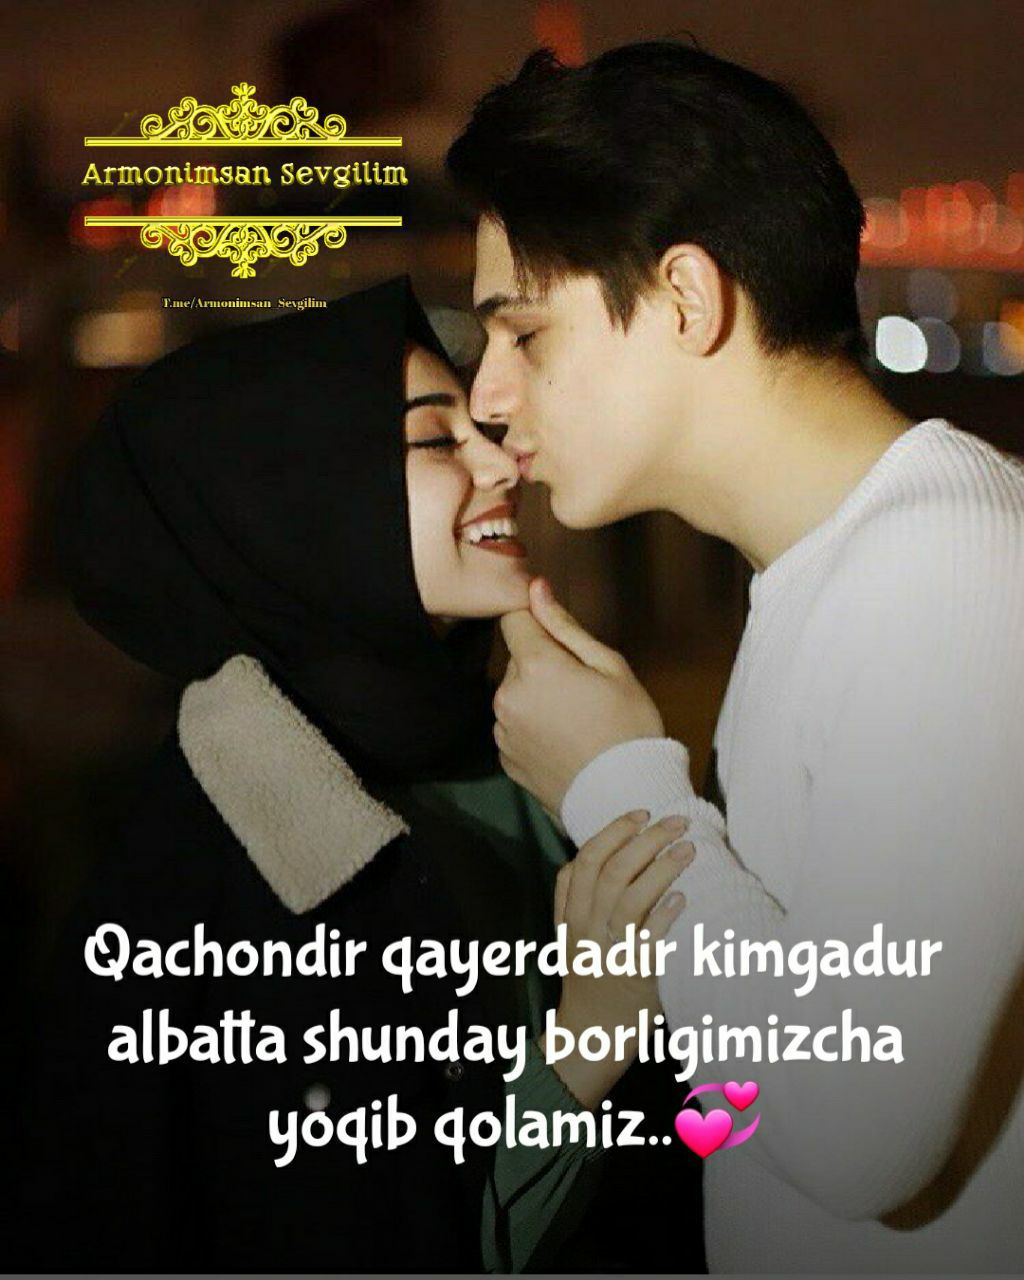 Armonimsan Sevgilim
T.me/Armonimsan_Sevgilim
Qachondir qayerdadir kimgadur
albatta shunday borligimizcha
yoqib qolamiz..💞